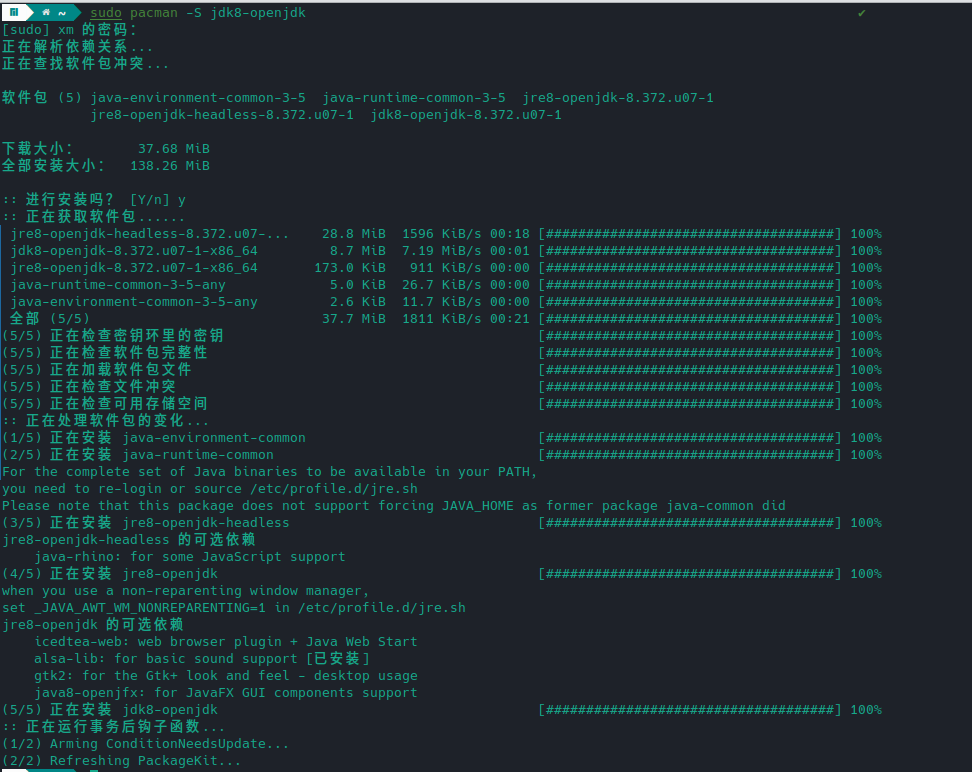 ~ sudo pacman -S jdk8-openjdk ✔
[sudo] xm 的密码：
正在解析依赖关系...
正在查找软件包冲突...
软件包 (5) java-environment-common-3-5  java-runtime-common-3-5  jre8-openjdk-8.372.u07-1
jre8-openjdk-headless-8.372.u07-1  jdk8-openjdk-8.372.u07-1
下载大小：  37.68 MiB
全部安装大小：  138.26 MiB
:: 进行安装吗？ [Y/n] y
:: 正在获取软件包......
jre8-openjdk-headless-8.372.u07-...    28.8 MiB  1596 KiB/s 00:18 [####################################] 100%
jdk8-openjdk-8.372.u07-1-x86_64         8.7 MiB  7.19 MiB/s 00:01 [####################################] 100%
jre8-openjdk-8.372.u07-1-x86_64       173.0 KiB   911 KiB/s 00:00 [####################################] 100%
java-runtime-common-3-5-any             5.0 KiB  26.7 KiB/s 00:00 [####################################] 100%
java-environment-common-3-5-any         2.6 KiB  11.7 KiB/s 00:00 [####################################] 100%
全部 (5/5)                             37.7 MiB  1811 KiB/s 00:21 [####################################] 100%
(5/5) 正在检查密钥环里的密钥 [####################################] 100%
(5/5) 正在检查软件包完整性 [####################################] 100%
(5/5) 正在加载软件包文件 [####################################] 100%
(5/5) 正在检查文件冲突 [####################################] 100%
(5/5) 正在检查可用存储空间 [####################################] 100%
:: 正在处理软件包的变化...
(1/5) 正在安装 java-environment-common [####################################] 100%
(2/5) 正在安装 java-runtime-common [####################################] 100%
For the complete set of Java binaries to be available in your PATH,
you need to re-login or source /etc/profile.d/jre.sh
Please note that this package does not support forcing JAVA_HOME as former package java-common did
(3/5) 正在安装 jre8-openjdk-headless [####################################] 100%
jre8-openjdk-headless 的可选依赖
java-rhino: for some JavaScript support
(4/5) 正在安装 jre8-openjdk [####################################] 100%
when you use a non-reparenting window manager,
set _JAVA_AWT_WM_NONREPARENTING=1 in /etc/profile.d/jre.sh
jre8-openjdk 的可选依赖
icedtea-web: web browser plugin + Java Web Start
alsa-lib: for basic sound support [已安装]
gtk2: for the Gtk+ look and feel - desktop usage
java8-openjfx: for JavaFX GUI components support
(5/5) 正在安装 jdk8-openjdk [####################################] 100%
:: 正在运行事务后钩子函数...
(1/2) Arming ConditionNeedsUpdate...
(2/2) Refreshing PackageKit...